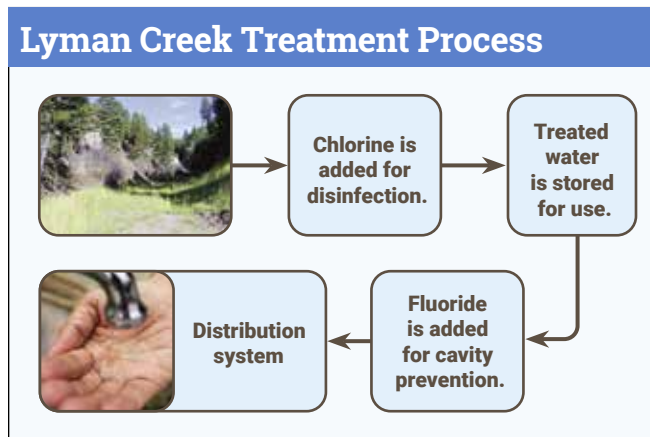 Lyman Creek Treatment Process
Chlorine is
added for
disinfection.
Treated
water
is stored
for use.
Fluoride
is added
for cavity
prevention.
Distribution
system